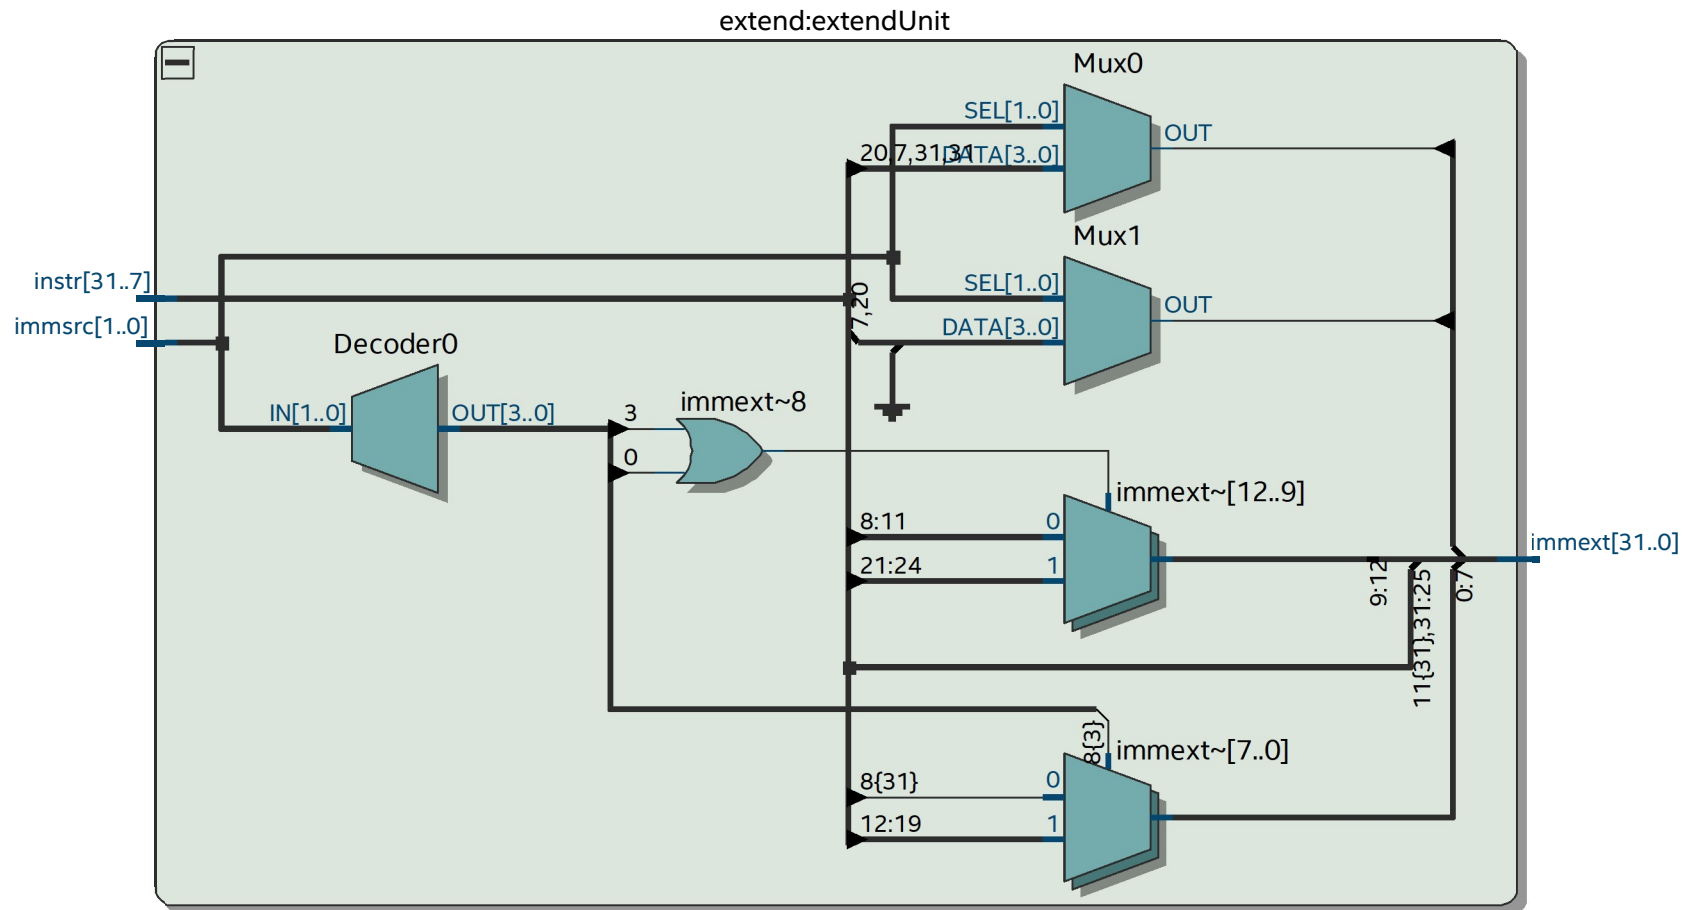 extend:extendUnit
Mux0
SEL[1..0]
20,7,31,31
DATA[3..0]
OUT
Mux1
instr[31..7]
SEL[1..0]
7,20
OUT
immsrc[1..0]
DATA[3..0]
Decoder0
IN[1..0]
OUT[3..0]
3
0
immext~8
immext~[12..9]
8:11
0
21:24
1
immext[31..0]
9:12
11{31},31:25
0:7
8{3}
immext~[7..0]
8{31}
0
12:19
1